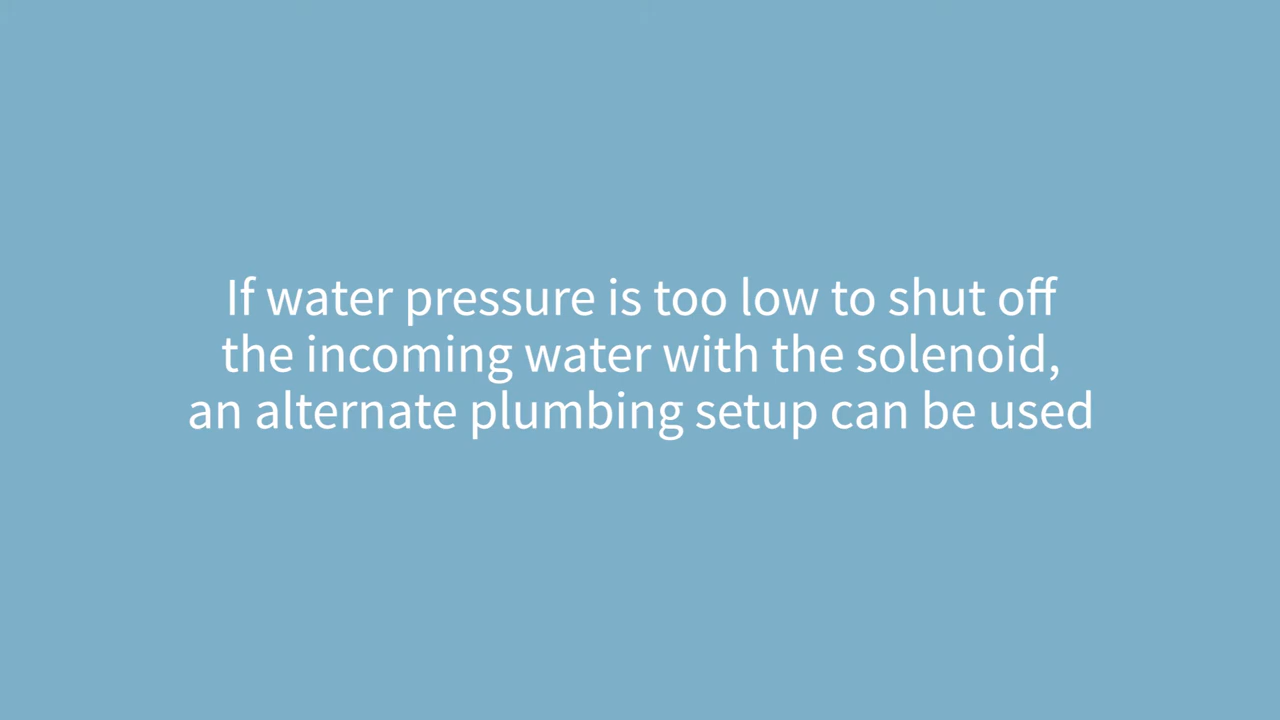 If water pressure is too low to shut off
the incoming water with the solenoid,
an alternate plumbing setup can be used